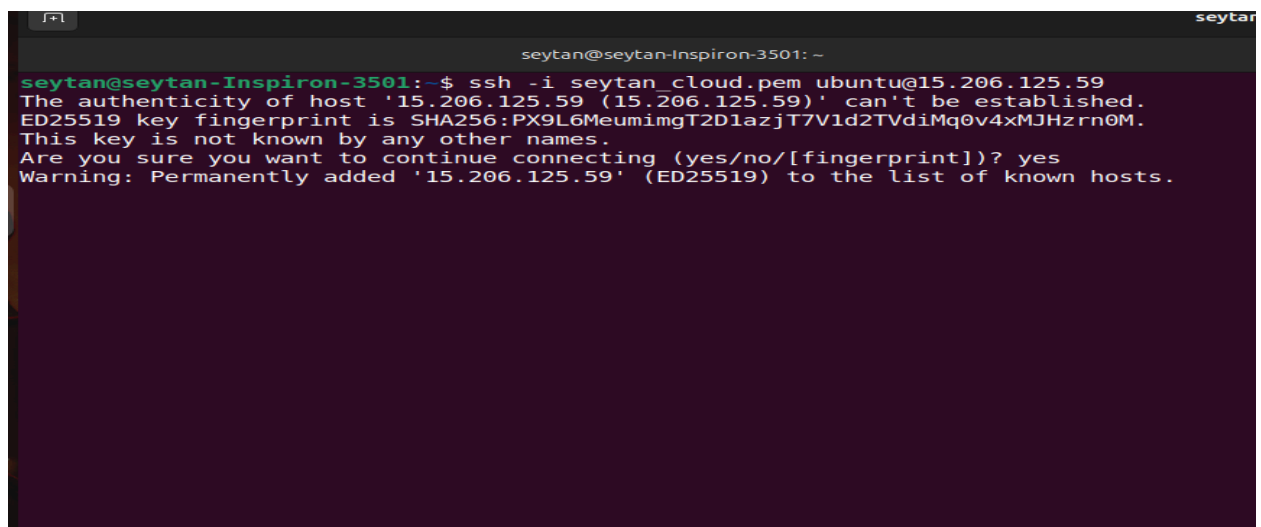 seytar
seytan@seytan-Inspiron-3501: ~
seytan@seytan-Inspiron-3501:~$ ssh -i seytan_cloud.pem ubuntu@15.206.125.59
The authenticity of host '15.206.125.59 (15.206.125.59)' can't be established.
ED25519 key fingerprint is SHA256:PX9L6MeumimgT2D1azjT7V1d2TVdiMq0v4xMJHzrn0M.
This key is not known by any other names.
Are you sure you want to continue connecting (yes/no/[fingerprint])? yes
Warning: Permanently added '15.206.125.59' (ED25519) to the list of known hosts.